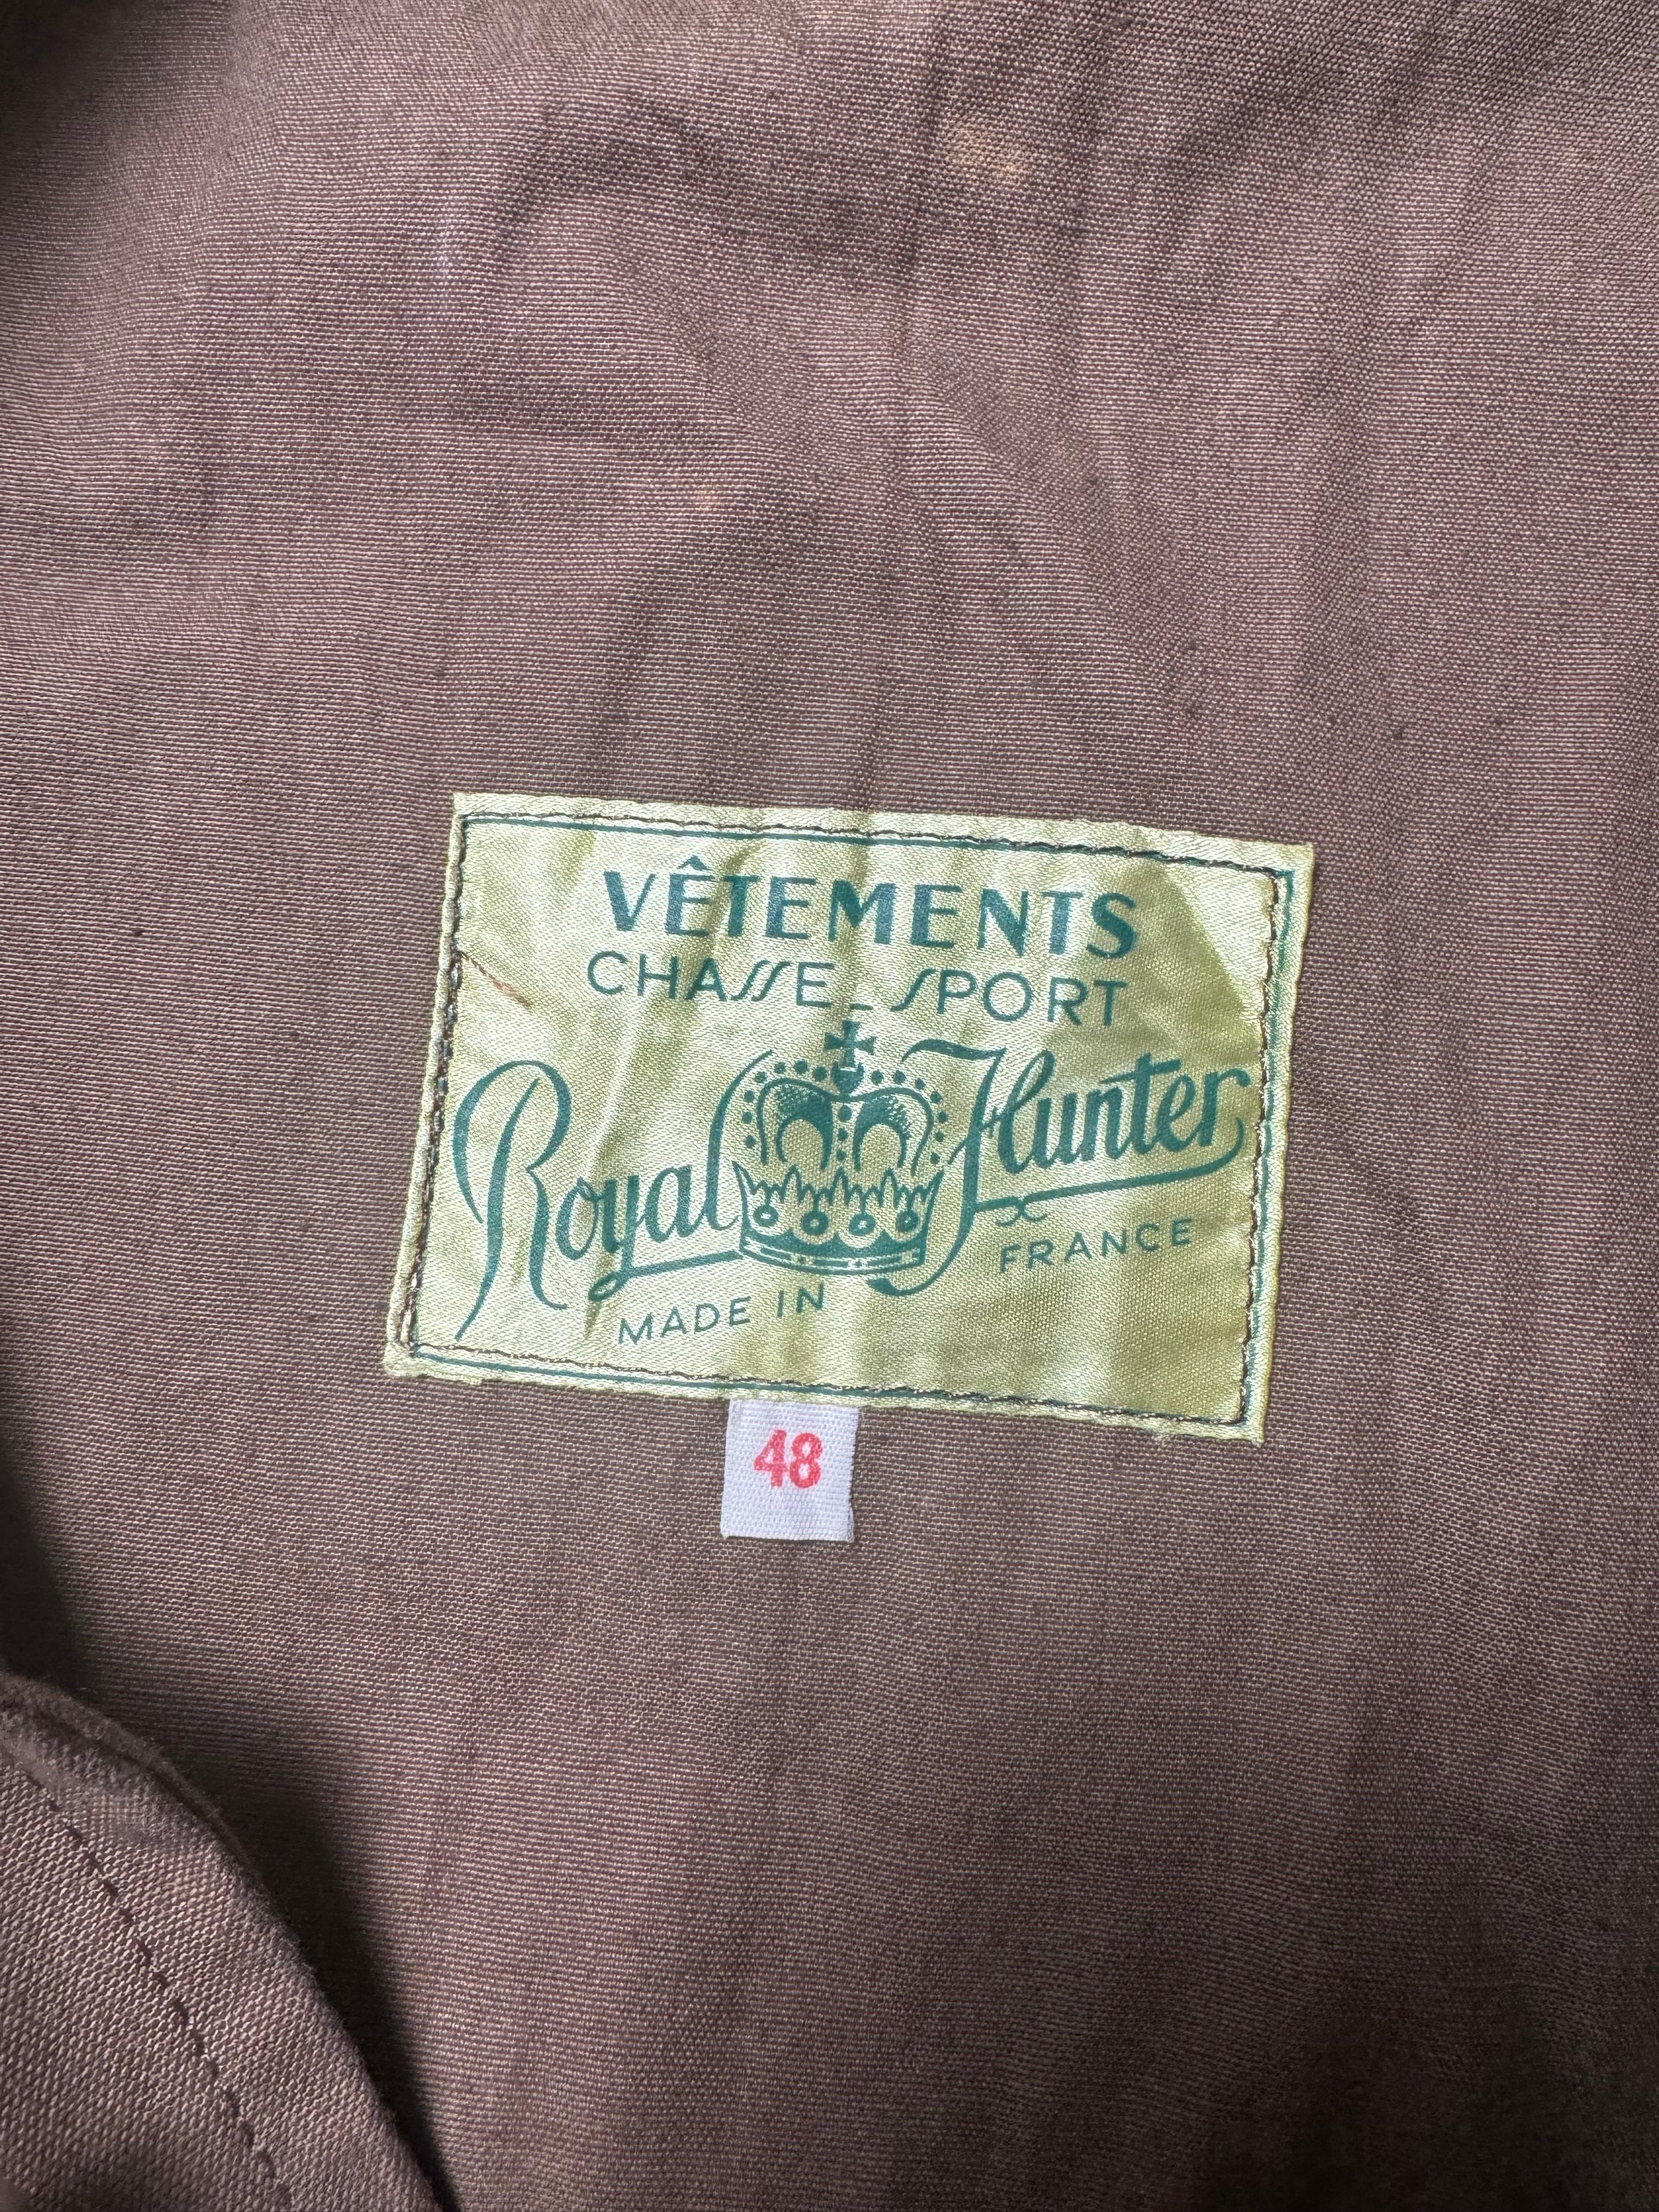 VÊTEMENTS
CHASSE_SPORT
Royal Hunter
MADE IN FRANCE
48